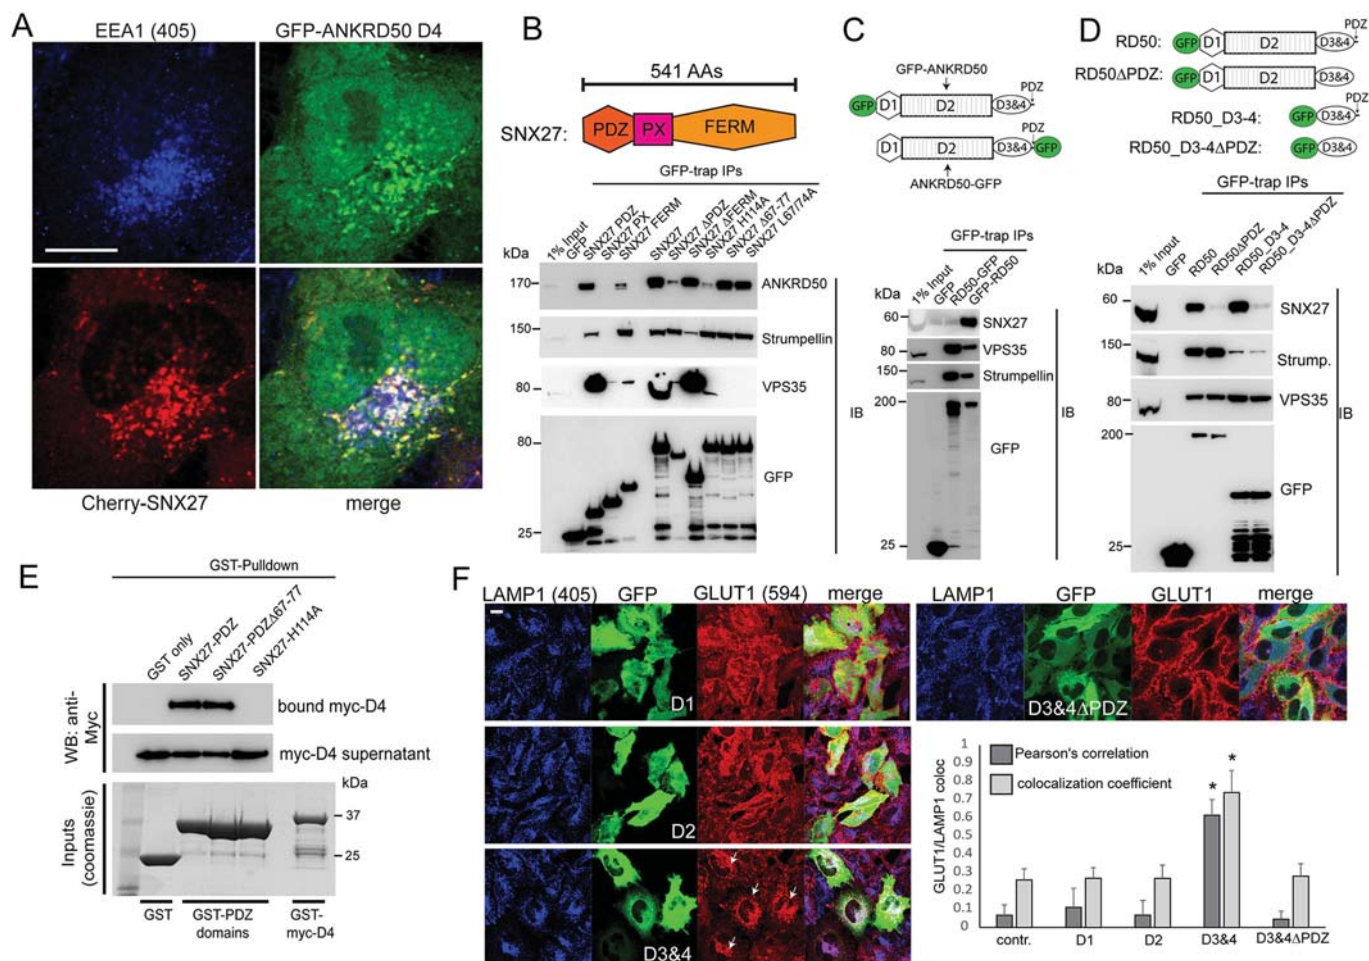 A
EEA1 (405)
GFP-ANKRD50 D4
Cherry-SNX27
merge
B
541 AAs
SNX27:
PDZ
PX
FERM
GFP-trap IPs
1% Input
GFP
SNX27 PDZ
SNX27 PX
SNX27 FERM
SNX27
SNX27 ΔPDZ
SNX27 ΔFERM
SNX27 H114A
SNX27 Δ67-77
SNX27 L67/74A
kDa
170
ANKRD50
150
Strumpellin
80
VPS35
80
GFP
25
IB
C
GFP-ANKRD50
PDZ
GFP
D1
D2
D3&4
PDZ
D1
D2
D3&4
GFP
ANKRD50-GFP
GFP-trap IPs
1% Input
GFP
RD50-GFP
GFP-RD50
kDa
60
SNX27
80
VPS35
150
Strumpellin
200
GFP
25
IB
D
PDZ
RD50:
GFP
D1
D2
D3&4
RD50ΔPDZ:
GFP
D1
D2
D3&4
PDZ
RD50_D3-4
GFP
D3&4
RD50_D3-4ΔPDZ:
GFP
D3&4
GFP-trap IPs
1% Input
GFP
RD50
RD50ΔPDZ
RD50_D3-4
RD50_D3-4ΔPDZ
kDa
60
SNX27
150
Strump.
80
VPS35
200
GFP
25
IB
E
GST-Pulldown
GST only
SNX27-PDZ
SNX27-PDZΔ67-77
SNX27-H114A
WB: anti-
Myc
bound myc-D4
myc-D4 supernatant
Inputs
(coomassie)
kDa
37
25
GST
GST-PDZ
domains
GST-
myc-D4
F
LAMP1 (405)
GFP
GLUT1 (594)
merge
D1
D2
D3&4
LAMP1
GFP
GLUT1
merge
D3&4ΔPDZ
GLUT1/LAMP1 coloc
1
0.9
0.8
0.7
0.6
0.5
0.4
0.3
0.2
0.1
0
Pearson's correlation
colocalization coefficient
*
*
contr.
D1
D2
D3&4
D3&4ΔPDZ